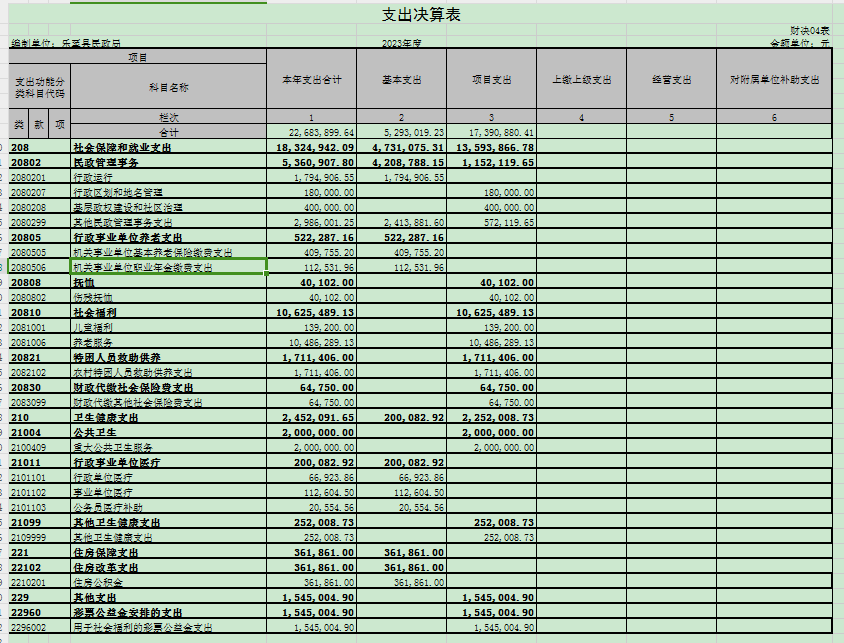 支出决算表
财决04表
编制单位：乐至县民政局 2023年度 金额单位：元
项目 本年支出合计 基本支出 项目支出 上缴上级支出 经营支出 对附属单位补助支出
支出功能分类科目代码 科目名称
类 款 项 栏次 1 2 3 4 5 6
合计 22,683,899.64 5,293,019.23 17,390,880.41
208 社会保障和就业支出 18,324,942.09 4,731,075.31 13,593,866.78
20802 民政管理事务 5,360,907.80 4,208,788.15 1,152,119.65
2080201 行政运行 1,794,906.55 1,794,906.55
2080207 行政区划和地名管理 180,000.00 180,000.00
2080208 基层政权建设和社区治理 400,000.00 400,000.00
2080299 其他民政管理事务支出 2,986,001.25 2,413,881.60 572,119.65
20805 行政事业单位养老支出 522,287.16 522,287.16
2080505 机关事业单位基本养老保险缴费支出 409,755.20 409,755.20
2080506 机关事业单位职业年金缴费支出 112,531.96 112,531.96
20808 抚恤 40,102.00 40,102.00
2080802 伤残抚恤 40,102.00 40,102.00
20810 社会福利 10,625,489.13 10,625,489.13
2081001 儿童福利 139,200.00 139,200.00
2081006 养老服务 10,486,289.13 10,486,289.13
20821 特困人员救助供养 1,711,406.00 1,711,406.00
2082102 农村特困人员救助供养支出 1,711,406.00 1,711,406.00
20830 财政代缴社会保险费支出 64,750.00 64,750.00
2083099 财政代缴其他社会保险费支出 64,750.00 64,750.00
210 卫生健康支出 2,452,091.65 200,082.92 2,252,008.73
21004 公共卫生 2,000,000.00 2,000,000.00
2100409 重大公共卫生服务 2,000,000.00 2,000,000.00
21011 行政事业单位医疗 200,082.92 200,082.92
2101101 行政单位医疗 66,923.86 66,923.86
2101102 事业单位医疗 112,604.50 112,604.50
2101103 公务员医疗补助 20,554.56 20,554.56
21099 其他卫生健康支出 252,008.73 252,008.73
2109999 其他卫生健康支出 252,008.73 252,008.73
221 住房保障支出 361,861.00 361,861.00
22102 住房改革支出 361,861.00 361,861.00
2210201 住房公积金 361,861.00 361,861.00
229 其他支出 1,545,004.90 1,545,004.90
22960 彩票公益金安排的支出 1,545,004.90 1,545,004.90
2296002 用于社会福利的彩票公益金支出 1,545,004.90 1,545,004.90